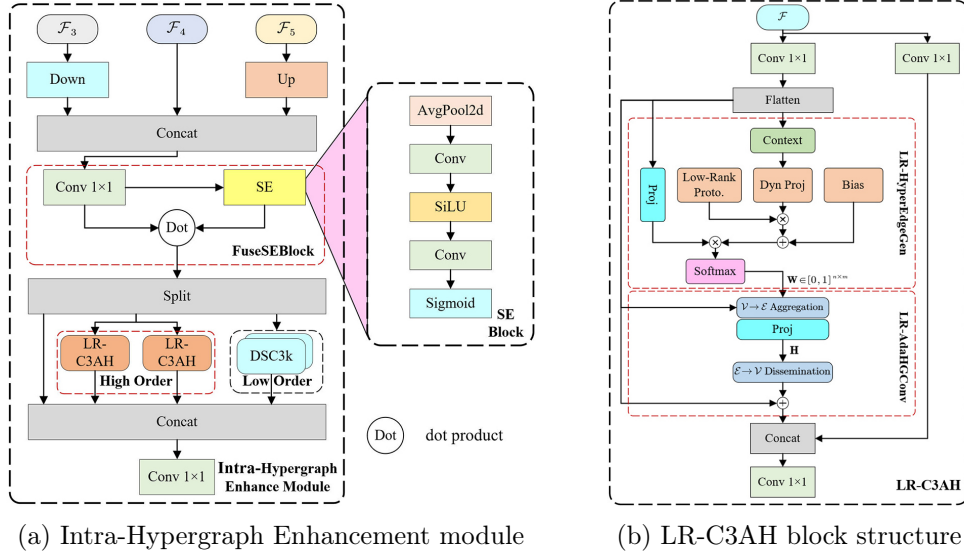 F₃ F₄ F₅
Down
Up
Concat
Conv 1×1
SE
Dot
FuseSEBlock
Split
LR-
C3AH
LR-
C3AH
High Order
DSC3k
Low Order
Concat
Conv 1×1
Intra-Hypergraph
Enhance Module
AvgPool2d
Conv
SiLU
Conv
Sigmoid
SE
Block
Dot dot product
(a) Intra-Hypergraph Enhancement module
F
Conv 1×1
Conv 1×1
Flatten
Context
Proj
Low-Rank
Proto.
Dyn Proj
Bias
LR-HyperEdgeGen
× +
×
Softmax
W∈[0, 1]ⁿˣᵐ
V→ E Aggregation
Proj
H
E→ V Dissemination
LR-AdaHGConv
+
Concat
Conv 1×1
LR-C3AH
(b) LR-C3AH block structure